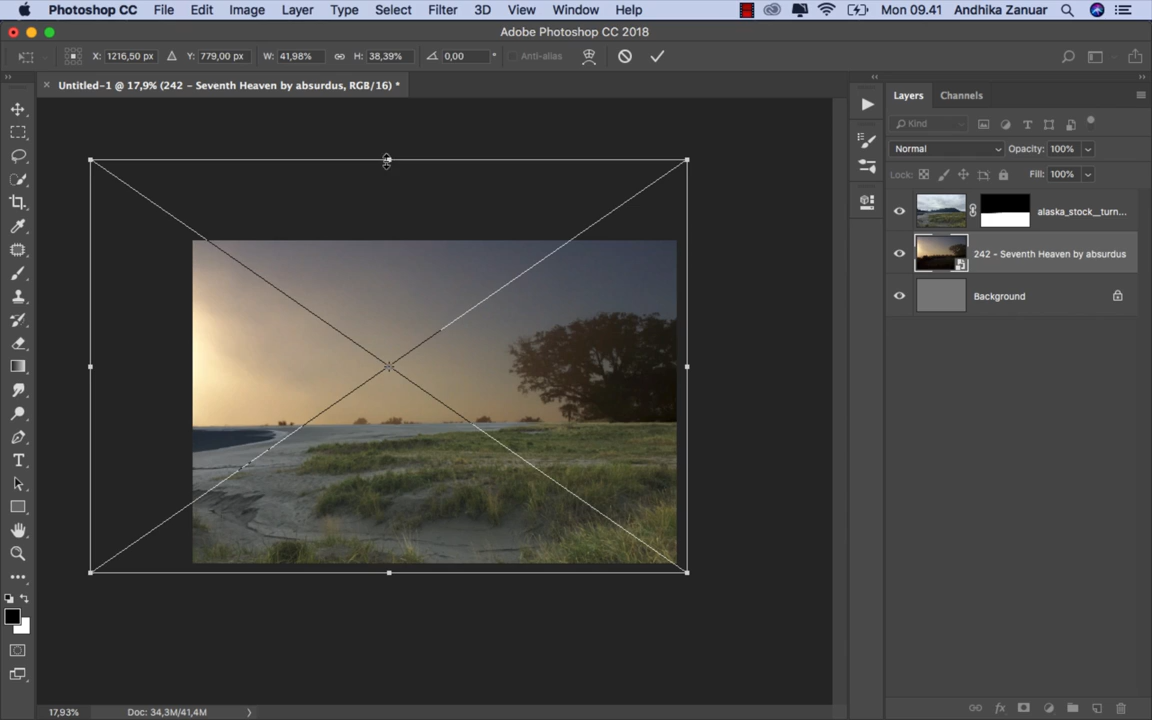 Photoshop CC File Edit Image Layer Type Select Filter 3D View Window Help Mon 09.41 Andhika Zanuar
Adobe Photoshop CC 2018
X: 1216,50 px Y: 779,00 px W: 41,98% H: 38,39% 0,00 ° Anti-alias
× Untitled-1 @ 17,9% (242 - Seventh Heaven by absurdus, RGB/16) *
Layers Channels
Kind
Normal Opacity: 100%
Lock: Fill: 100%
alaska_stock__turn...
242 - Seventh Heaven by absurdus
Background
17,93% Doc: 34,3M/41,4M